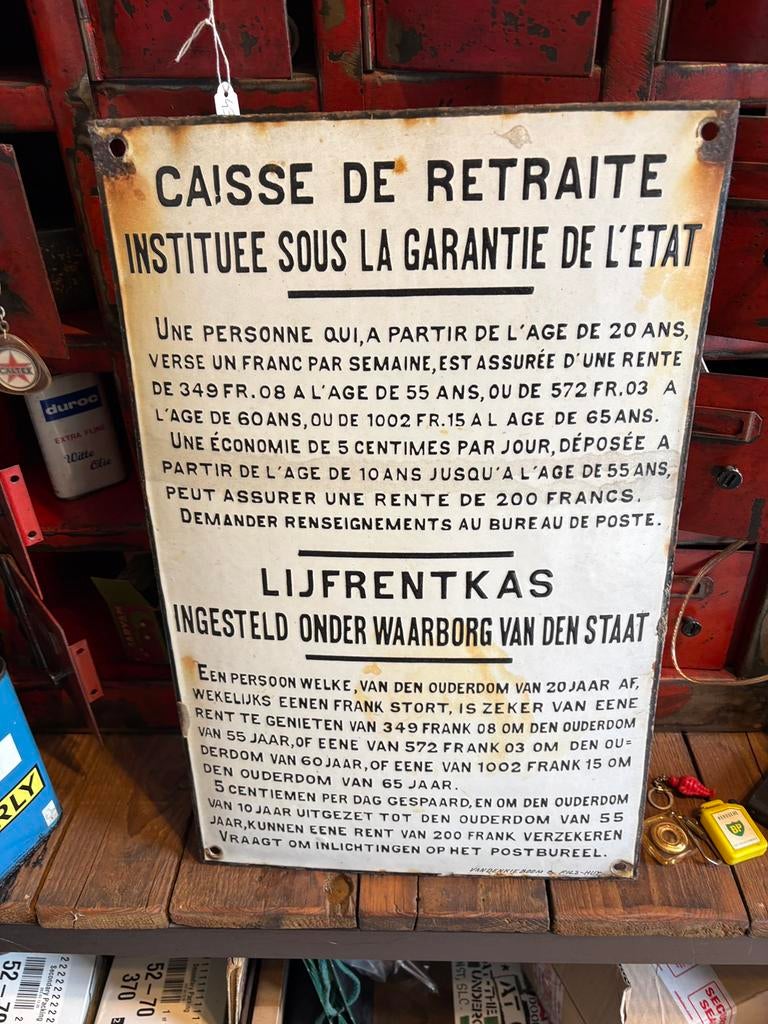 CAISSE DE RETRAITE
INSTITUEE SOUS LA GARANTIE DE L'ETAT
UNE PERSONNE QUI, A PARTIR DE L'AGE DE 20 ANS,
VERSE UN FRANC PAR SEMAINE, EST ASSURÉE D'UNE RENTE
DE 349 FR. 08 A L'AGE DE 55 ANS, OU DE 572 FR. 03 A
L'AGE DE 60 ANS, OU DE 1002 FR. 15 A L AGE DE 65 ANS.
UNE ÉCONOMIE DE 5 CENTIMES PAR JOUR, DÉPOSÉE A
PARTIR DE L'AGE DE 10 ANS JUSQU'A L'AGE DE 55 ANS,
PEUT ASSURER UNE RENTE DE 200 FRANCS.
DEMANDER RENSEIGNEMENTS AU BUREAU DE POSTE.
LIJFRENTKAS
INGESTELD ONDER WAARBORG VAN DEN STAAT
EEN PERSOON WELKE, VAN DEN OUDERDOM VAN 20 JAAR AF,
WEKELIJKS EENEN FRANK STORT, IS ZEKER VAN EENE
RENT TE GENIETEN VAN 349 FRANK 08 OM DEN OUDERDOM
VAN 55 JAAR, OF EENE VAN 572 FRANK 03 OM DEN OU=
DERDOM VAN 60 JAAR, OF EENE VAN 1002 FRANK 15 OM
DEN OUDERDOM VAN 65 JAAR.
5 CENTIEMEN PER DAG GESPAARD, EN OM DEN OUDERDOM
VAN 10 JAAR UITGEZET TOT DEN OUDERDOM VAN 55
JAAR, KUNNEN EENE RENT VAN 200 FRANK VERZEKEREN
VRAAGT OM INLICHTINGEN OP HET POSTBUREEL.
CALTEX
duroc
EXTRA FIJNE
Witte
Olie
BP
52-70
370
Secondary Packing
52-70